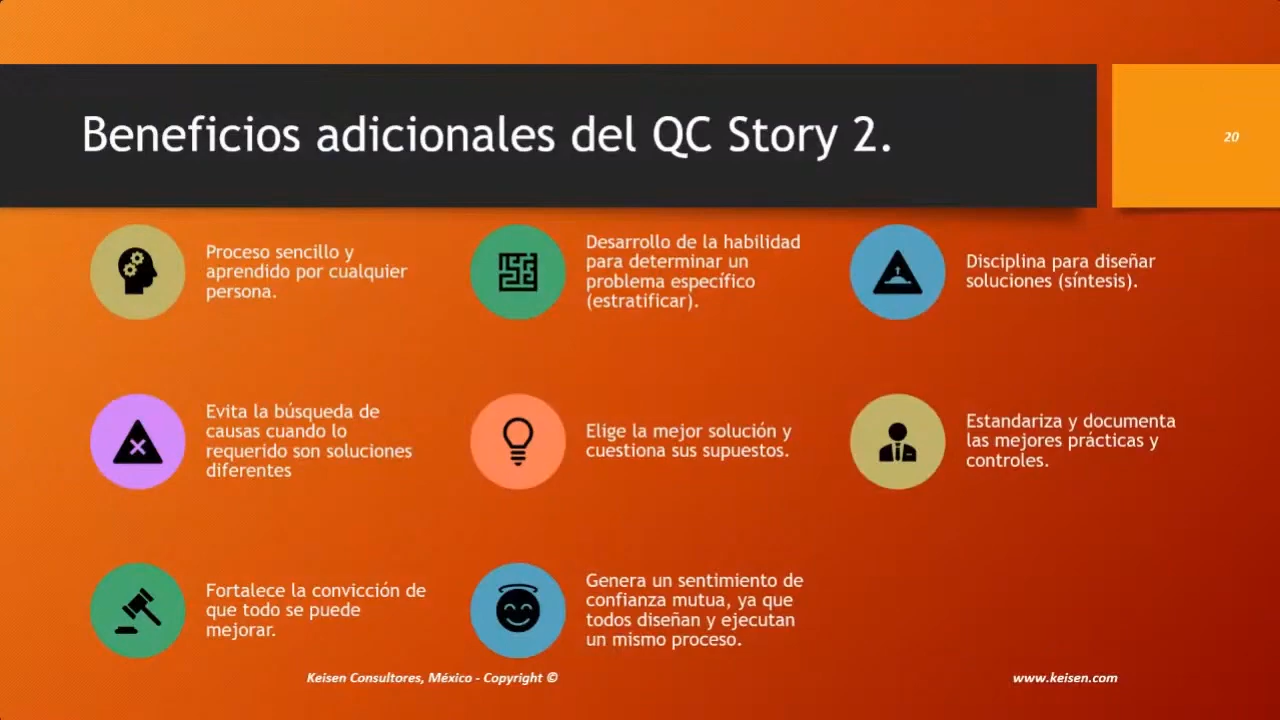 Beneficios adicionales del QC Story 2.
20
Proceso sencillo y
aprendido por cualquier
persona.
Desarrollo de la habilidad
para determinar un
problema específico
(estratificar).
Disciplina para diseñar
soluciones (síntesis).
Evita la búsqueda de
causas cuando lo
requerido son soluciones
diferentes
Elige la mejor solución y
cuestiona sus supuestos.
Estandariza y documenta
las mejores prácticas y
controles.
Fortalece la convicción de
que todo se puede
mejorar.
Genera un sentimiento de
confianza mutua, ya que
todos diseñan y ejecutan
un mismo proceso.
Keisen Consultores, México - Copyright ©
www.keisen.com